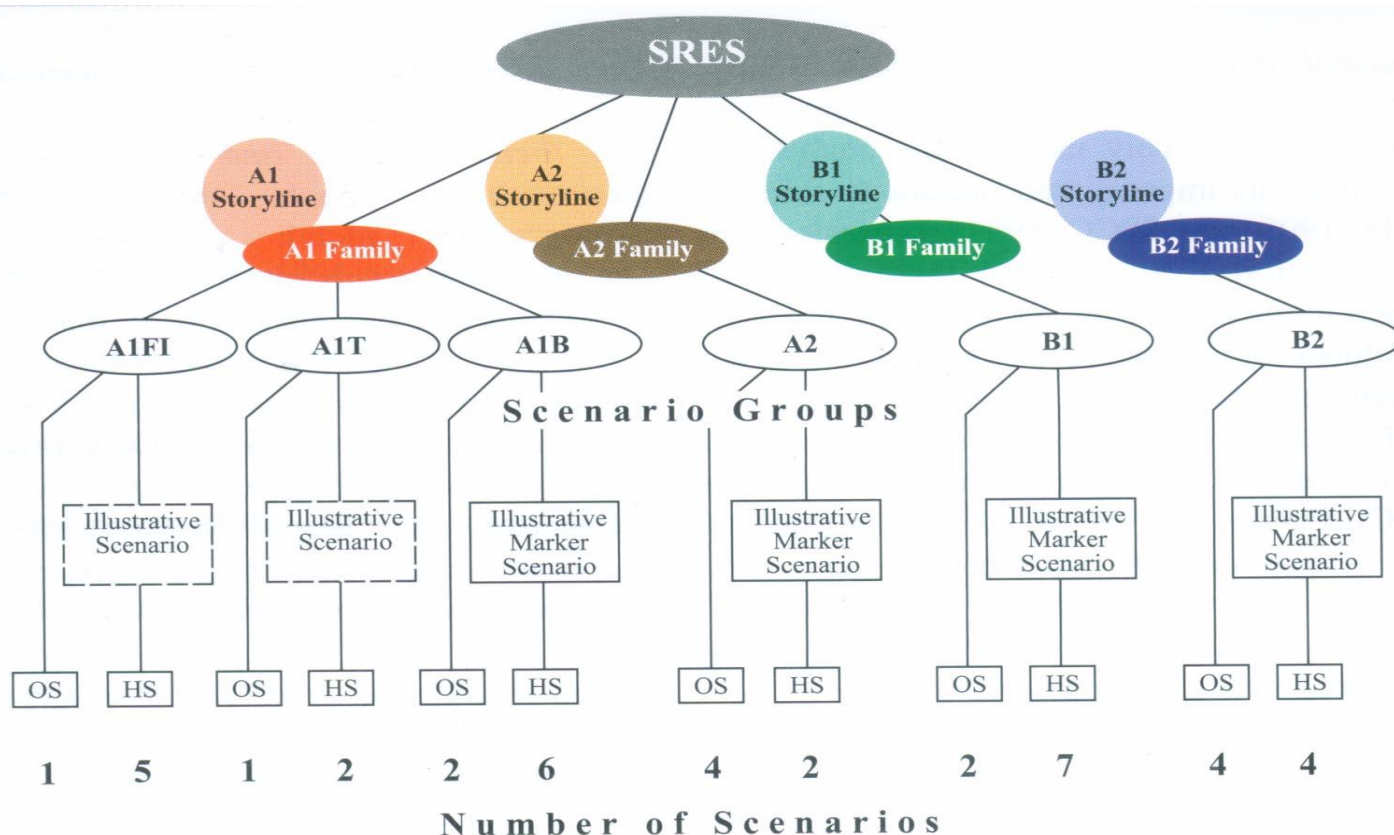 SRES
A1
Storyline
A2
Storyline
B1
Storyline
B2
Storyline
A1 Family
A2 Family
B1 Family
B2 Family
A1FI
A1T
A1B
A2
B1
B2
Scenario Groups
Illustrative
Scenario
Illustrative
Scenario
Illustrative
Marker
Scenario
Illustrative
Marker
Scenario
Illustrative
Marker
Scenario
Illustrative
Marker
Scenario
OS
HS
OS
HS
OS
HS
OS
HS
OS
HS
OS
HS
1
5
1
2
2
6
4
2
2
7
4
4
Number of Scenarios